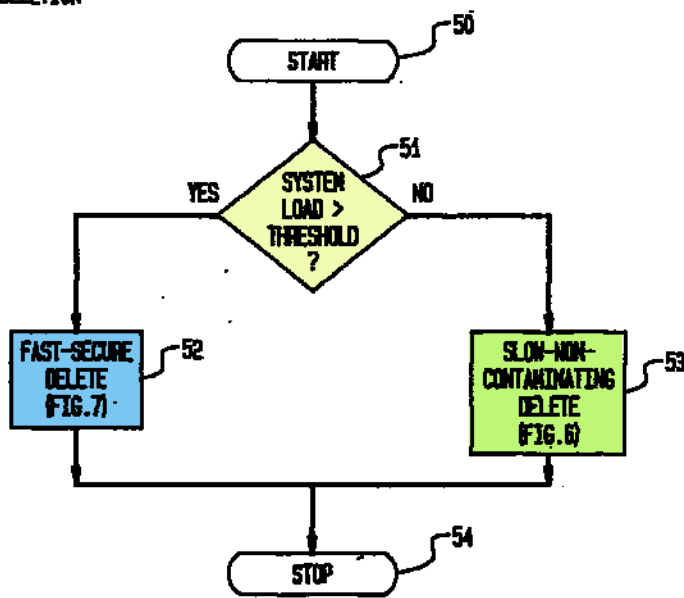 50
START
51
SYSTEM
LOAD >
THRESHOLD
?
YES
NO
FAST-SECURE
DELETE
(FIG.7)
52
SLOW-NON-
CONTAMINATING
DELETE
(FIG.6)
53
54
STOP